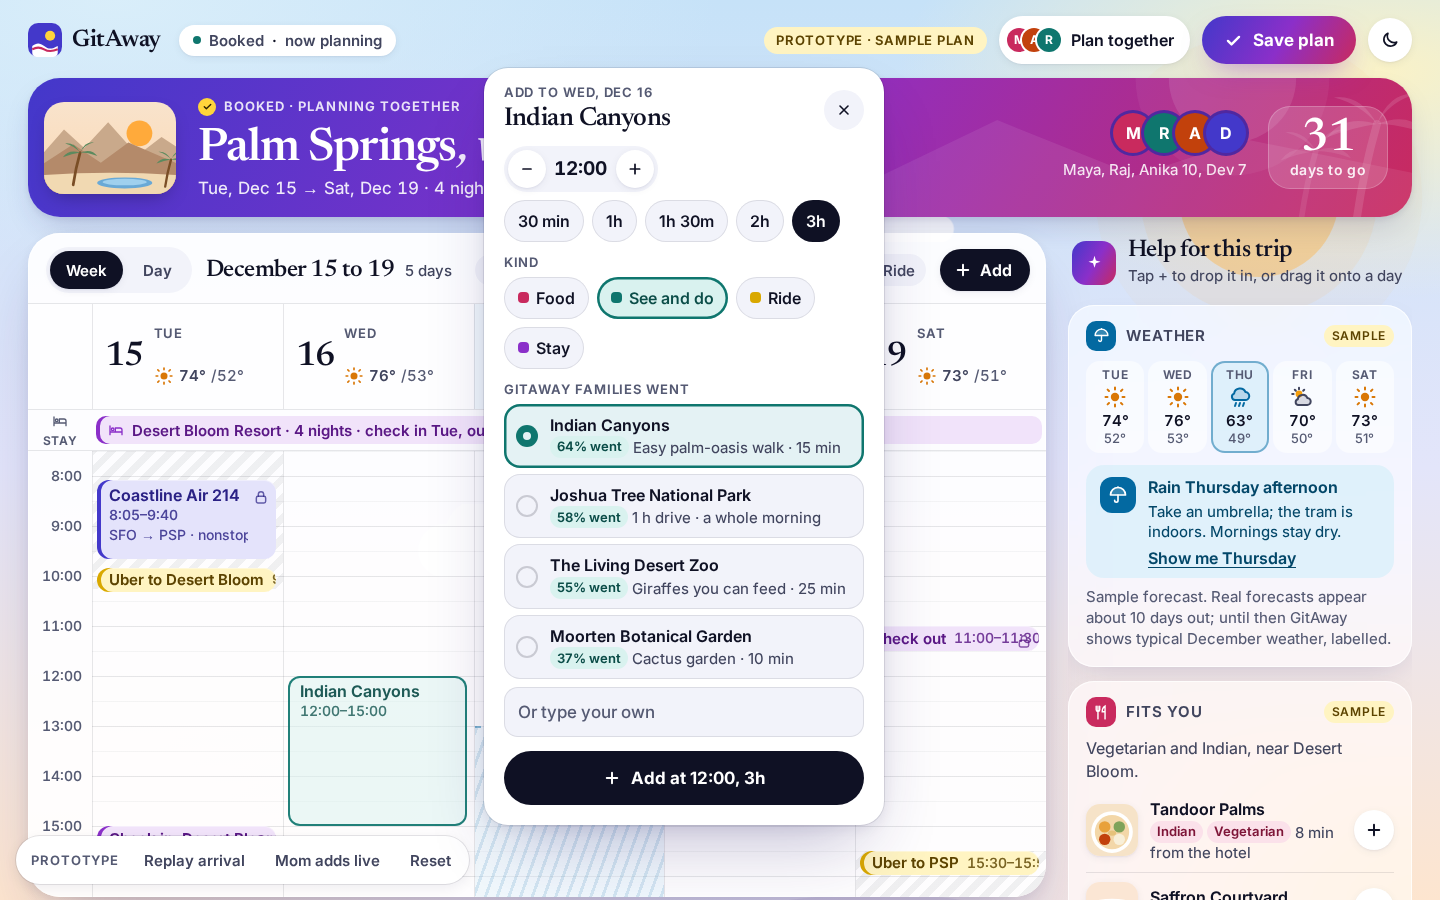 GitAway
Booked · now planning
PROTOTYPE · SAMPLE PLAN
M A R Plan together
Save plan
BOOKED · PLANNING TOGETHER
Palm Springs,
Tue, Dec 15 → Sat, Dec 19 · 4 nigh
M R A D
Maya, Raj, Anika 10, Dev 7
31
days to go
ADD TO WED, DEC 16
Indian Canyons
− 12:00 +
30 min 1h 1h 30m 2h 3h
KIND
Food See and do Ride
Stay
GITAWAY FAMILIES WENT
Indian Canyons
64% went Easy palm-oasis walk · 15 min
Joshua Tree National Park
58% went 1 h drive · a whole morning
The Living Desert Zoo
55% went Giraffes you can feed · 25 min
Moorten Botanical Garden
37% went Cactus garden · 10 min
Or type your own
+ Add at 12:00, 3h
Week Day December 15 to 19 5 days
Ride + Add
15 TUE 74° /52°
16 WED 76° /53°
9 SAT 73° /51°
STAY
Desert Bloom Resort · 4 nights · check in Tue, ou
8:00
9:00
10:00
11:00
12:00
13:00
14:00
15:00
Coastline Air 214
8:05–9:40
SFO → PSP · nonstop
Uber to Desert Bloom
Indian Canyons
12:00–15:00
heck out 11:00–11:30
Uber to PSP 15:30–15:
PROTOTYPE Replay arrival Mom adds live Reset
Help for this trip
Tap + to drop it in, or drag it onto a day
WEATHER SAMPLE
TUE WED THU FRI SAT
74° 76° 63° 70° 73°
52° 53° 49° 50° 51°
Rain Thursday afternoon
Take an umbrella; the tram is
indoors. Mornings stay dry.
Show me Thursday
Sample forecast. Real forecasts appear
about 10 days out; until then GitAway
shows typical December weather, labelled.
FITS YOU SAMPLE
Vegetarian and Indian, near Desert
Bloom.
Tandoor Palms
Indian Vegetarian 8 min
from the hotel
+
Saffron Courtyard